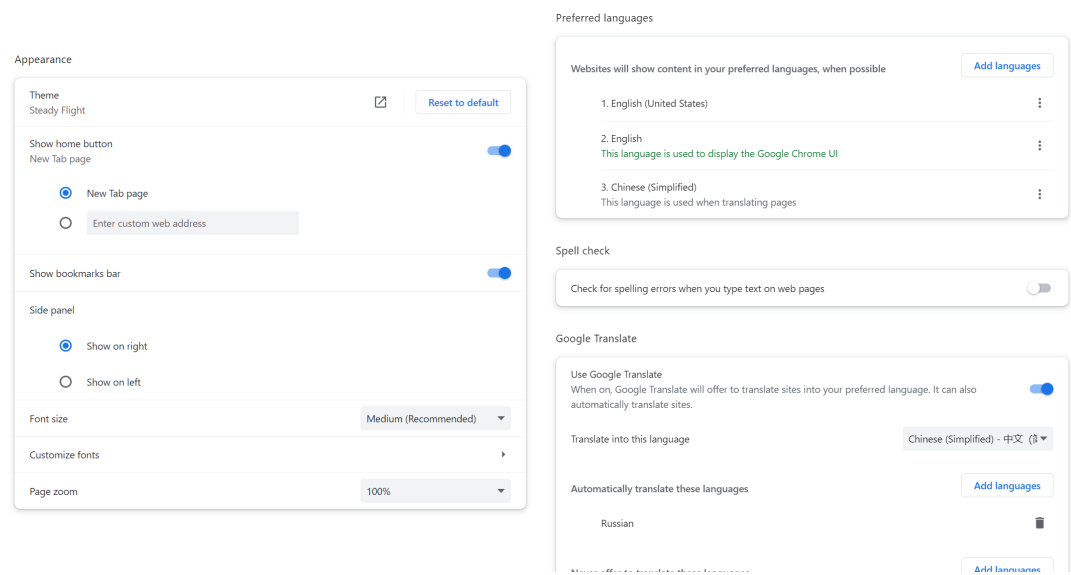 Appearance
Theme
Steady Flight
Reset to default
Show home button
New Tab page
New Tab page
Enter custom web address
Show bookmarks bar
Side panel
Show on right
Show on left
Font size
Medium (Recommended)
Customize fonts
Page zoom
100%
Preferred languages
Websites will show content in your preferred languages, when possible
Add languages
1. English (United States)
2. English
This language is used to display the Google Chrome UI
3. Chinese (Simplified)
This language is used when translating pages
Spell check
Check for spelling errors when you type text on web pages
Google Translate
Use Google Translate
When on, Google Translate will offer to translate sites into your preferred language. It can also
automatically translate sites.
Translate into this language
Chinese (Simplified) - 中文
Automatically translate these languages
Add languages
Russian
Never offer to translate these languages
Add languages